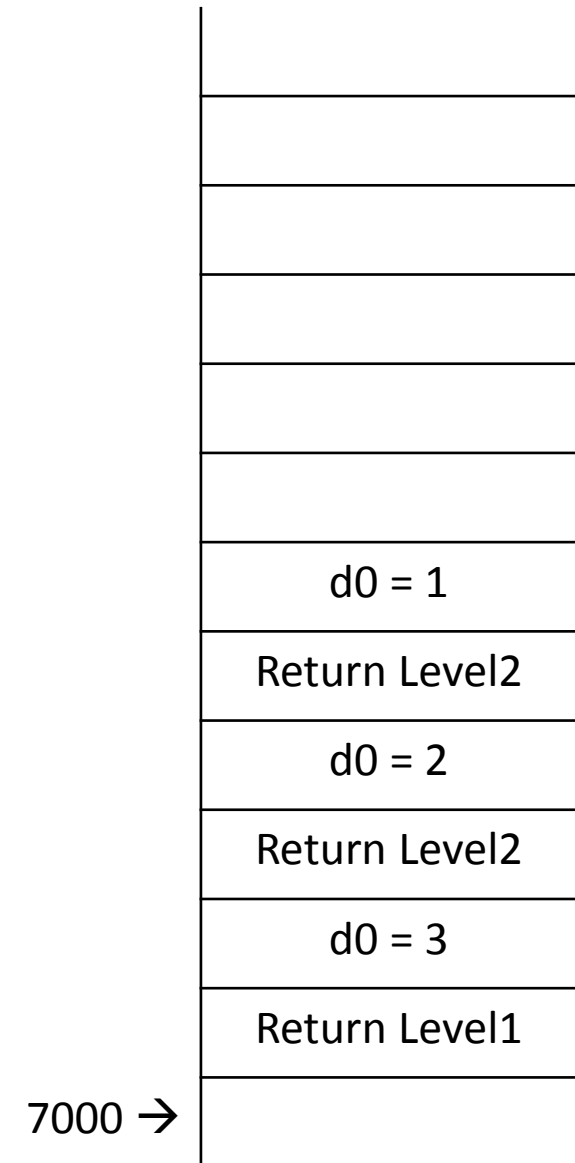 d0 = 1
Return Level2
d0 = 2
Return Level2
d0 = 3
Return Level1
7000 →